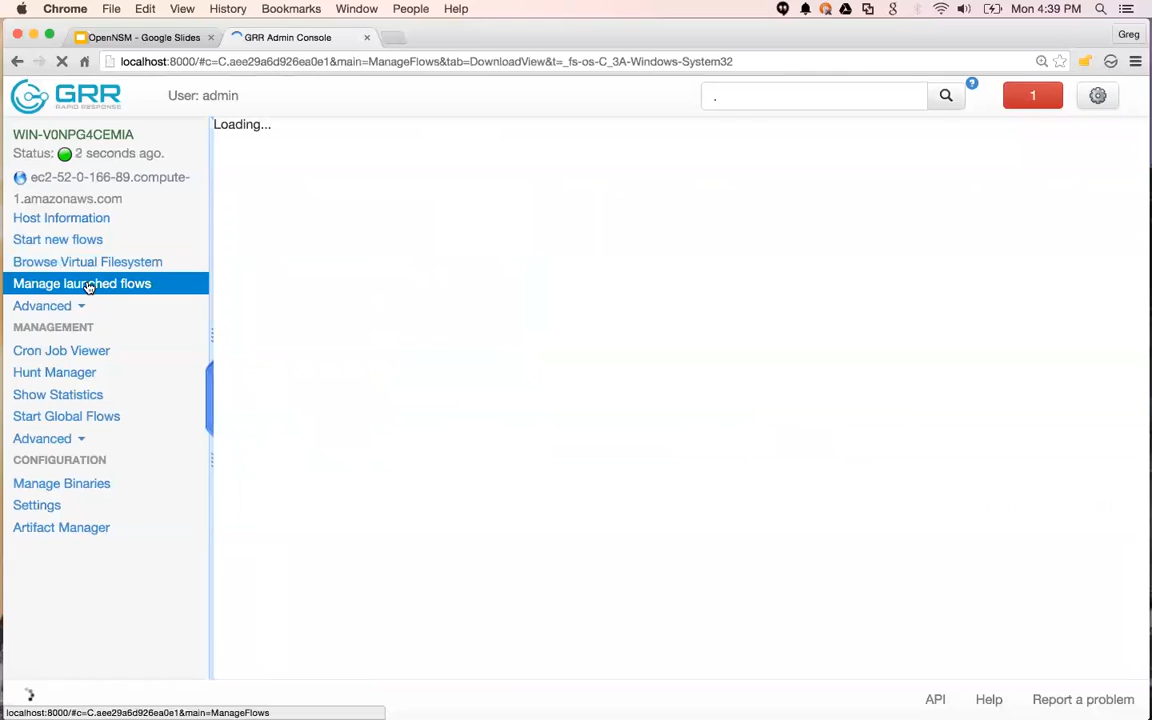 Chrome File Edit View History Bookmarks Window People Help Mon 4:39 PM
OpenNSM - Google Slides × GRR Admin Console × Greg
localhost:8000/#c=C.aee29a6d926ea0e1&main=ManageFlows&tab=DownloadView&t=_fs-os-C_3A-Windows-System32
GRR
RAPID RESPONSE
User: admin
.
?
1
WIN-V0NPG4CEMIA
Status: 2 seconds ago.
ec2-52-0-166-89.compute-
1.amazonaws.com
Host Information
Start new flows
Browse Virtual Filesystem
Manage launched flows
Advanced
MANAGEMENT
Cron Job Viewer
Hunt Manager
Show Statistics
Start Global Flows
Advanced
CONFIGURATION
Manage Binaries
Settings
Artifact Manager
Loading...
API Help Report a problem
localhost:8000/#c=C.aee29a6d926ea0e1&main=ManageFlows